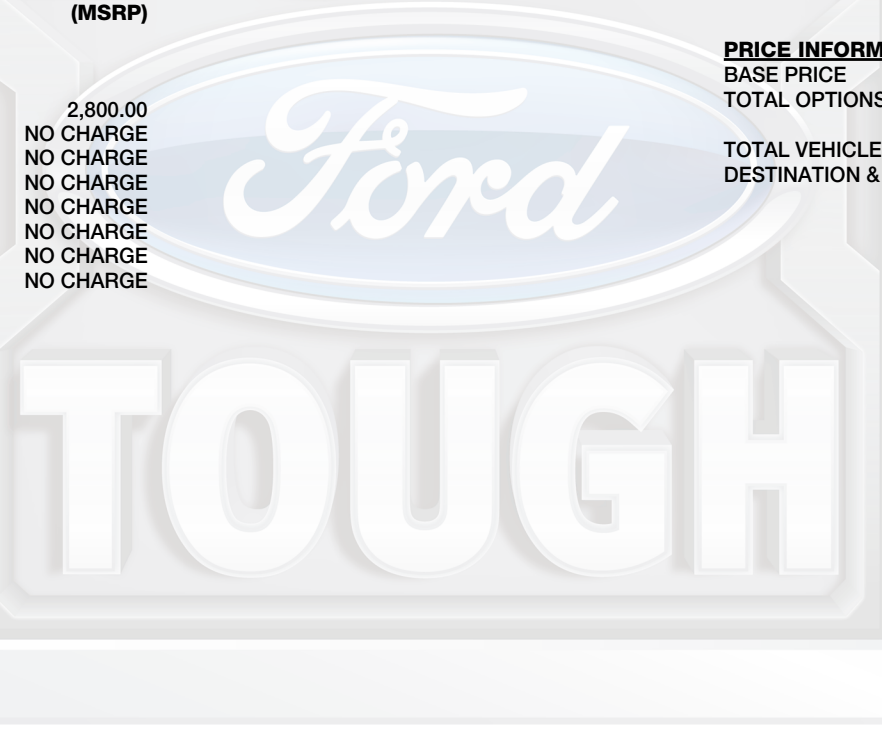 (MSRP)
2,800.00
NO CHARGE
NO CHARGE
NO CHARGE
NO CHARGE
NO CHARGE
NO CHARGE
NO CHARGE
PRICE INFORM
BASE PRICE
TOTAL OPTIONS
TOTAL VEHICLE
DESTINATION &
Ford
TOUGH